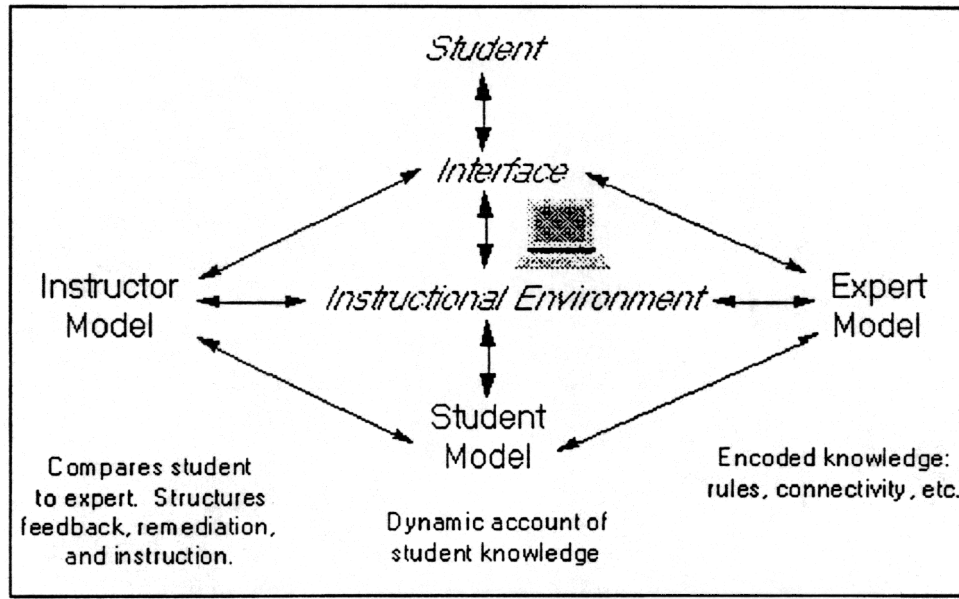 Student
Interface
Instructor
Model
Instructional Environment
Expert
Model
Student
Model
Compares student
to expert. Structures
feedback, remediation,
and instruction.
Dynamic account of
student knowledge
Encoded knowledge:
rules, connectivity, etc.